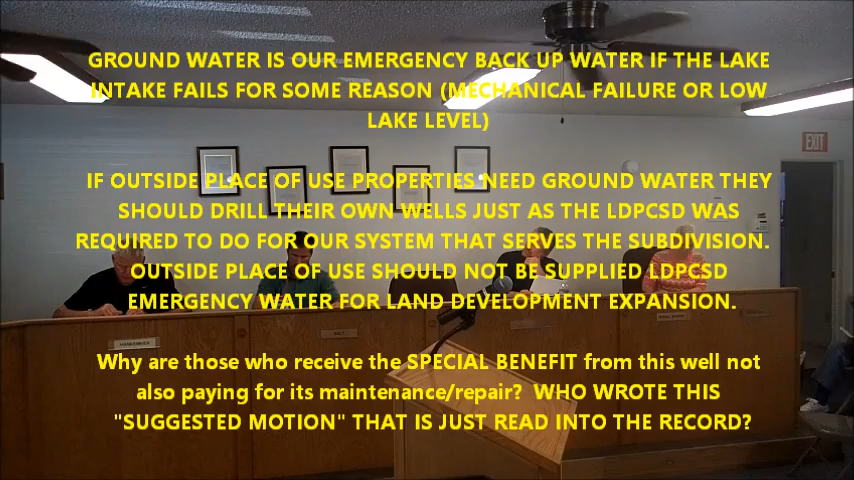 GROUND WATER IS OUR EMERGENCY BACK UP WATER IF THE LAKE
INTAKE FAILS FOR SOME REASON (MECHANICAL FAILURE OR LOW
LAKE LEVEL)
EXIT
IF OUTSIDE PLACE OF USE PROPERTIES NEED GROUND WATER THEY
SHOULD DRILL THEIR OWN WELLS JUST AS THE LDPCSD WAS
REQUIRED TO DO FOR OUR SYSTEM THAT SERVES THE SUBDIVISION.
OUTSIDE PLACE OF USE SHOULD NOT BE SUPPLIED LDPCSD
EMERGENCY WATER FOR LAND DEVELOPMENT EXPANSION.
Why are those who receive the SPECIAL BENEFIT from this well not
also paying for its maintenance/repair? WHO WROTE THIS
"SUGGESTED MOTION" THAT IS JUST READ INTO THE RECORD?